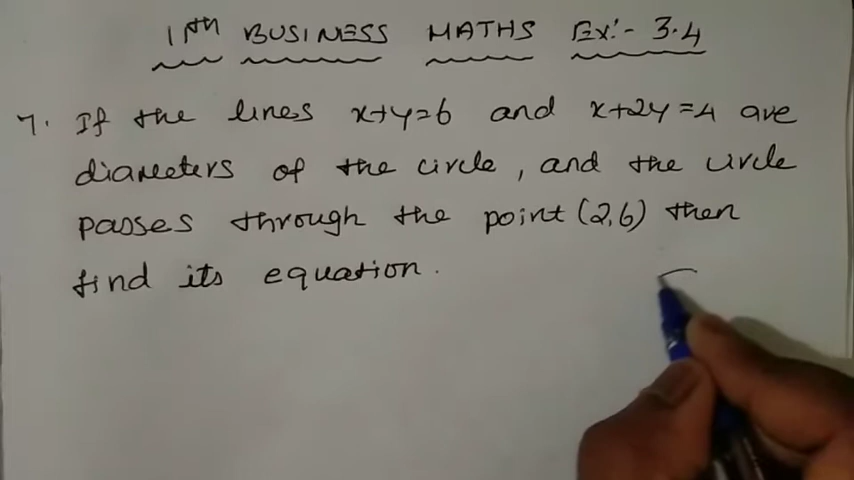 11th BUSINESS MATHS Ex:- 3.4
7. If the lines x+y=6 and x+2y=4 are
diameters of the circle, and the circle
passes through the point (2,6) then
find its equation.